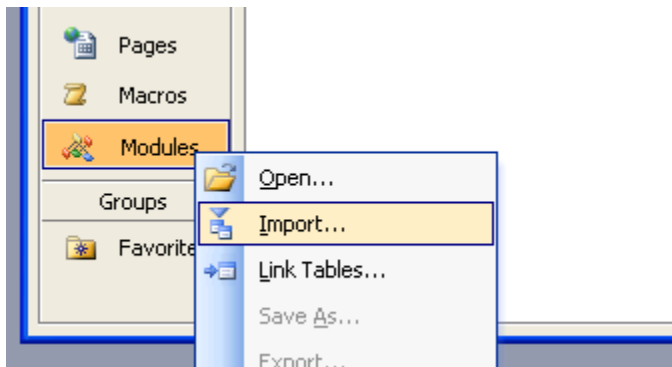 Pages
Macros
Modules
Groups
Favorite
Open...
Import...
Link Tables...
Save As...
Export...